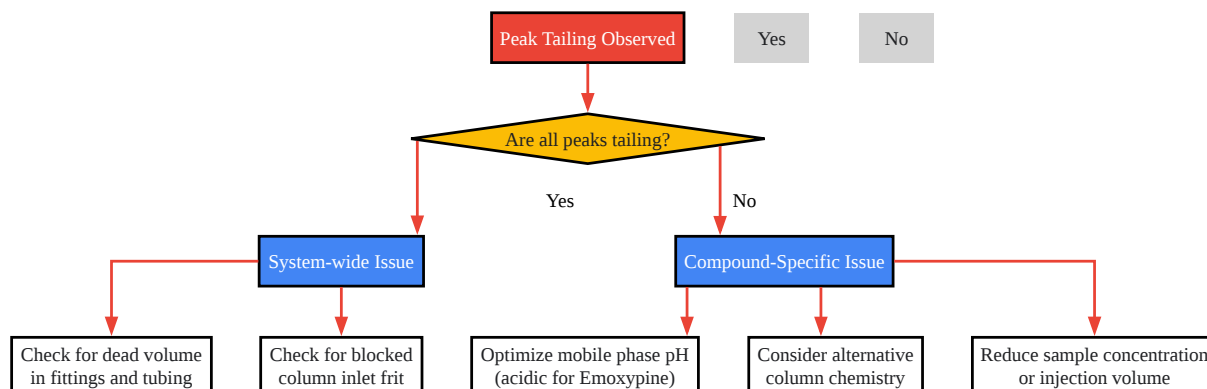 Peak Tailing Observed
Yes
No
Are all peaks tailing?
Yes
No
System-wide Issue
Compound-Specific Issue
Check for dead volume
in fittings and tubing
Check for blocked
column inlet frit
Optimize mobile phase pH
(acidic for Emoxypine)
Consider alternative
column chemistry
Reduce sample concentration
or injection volume